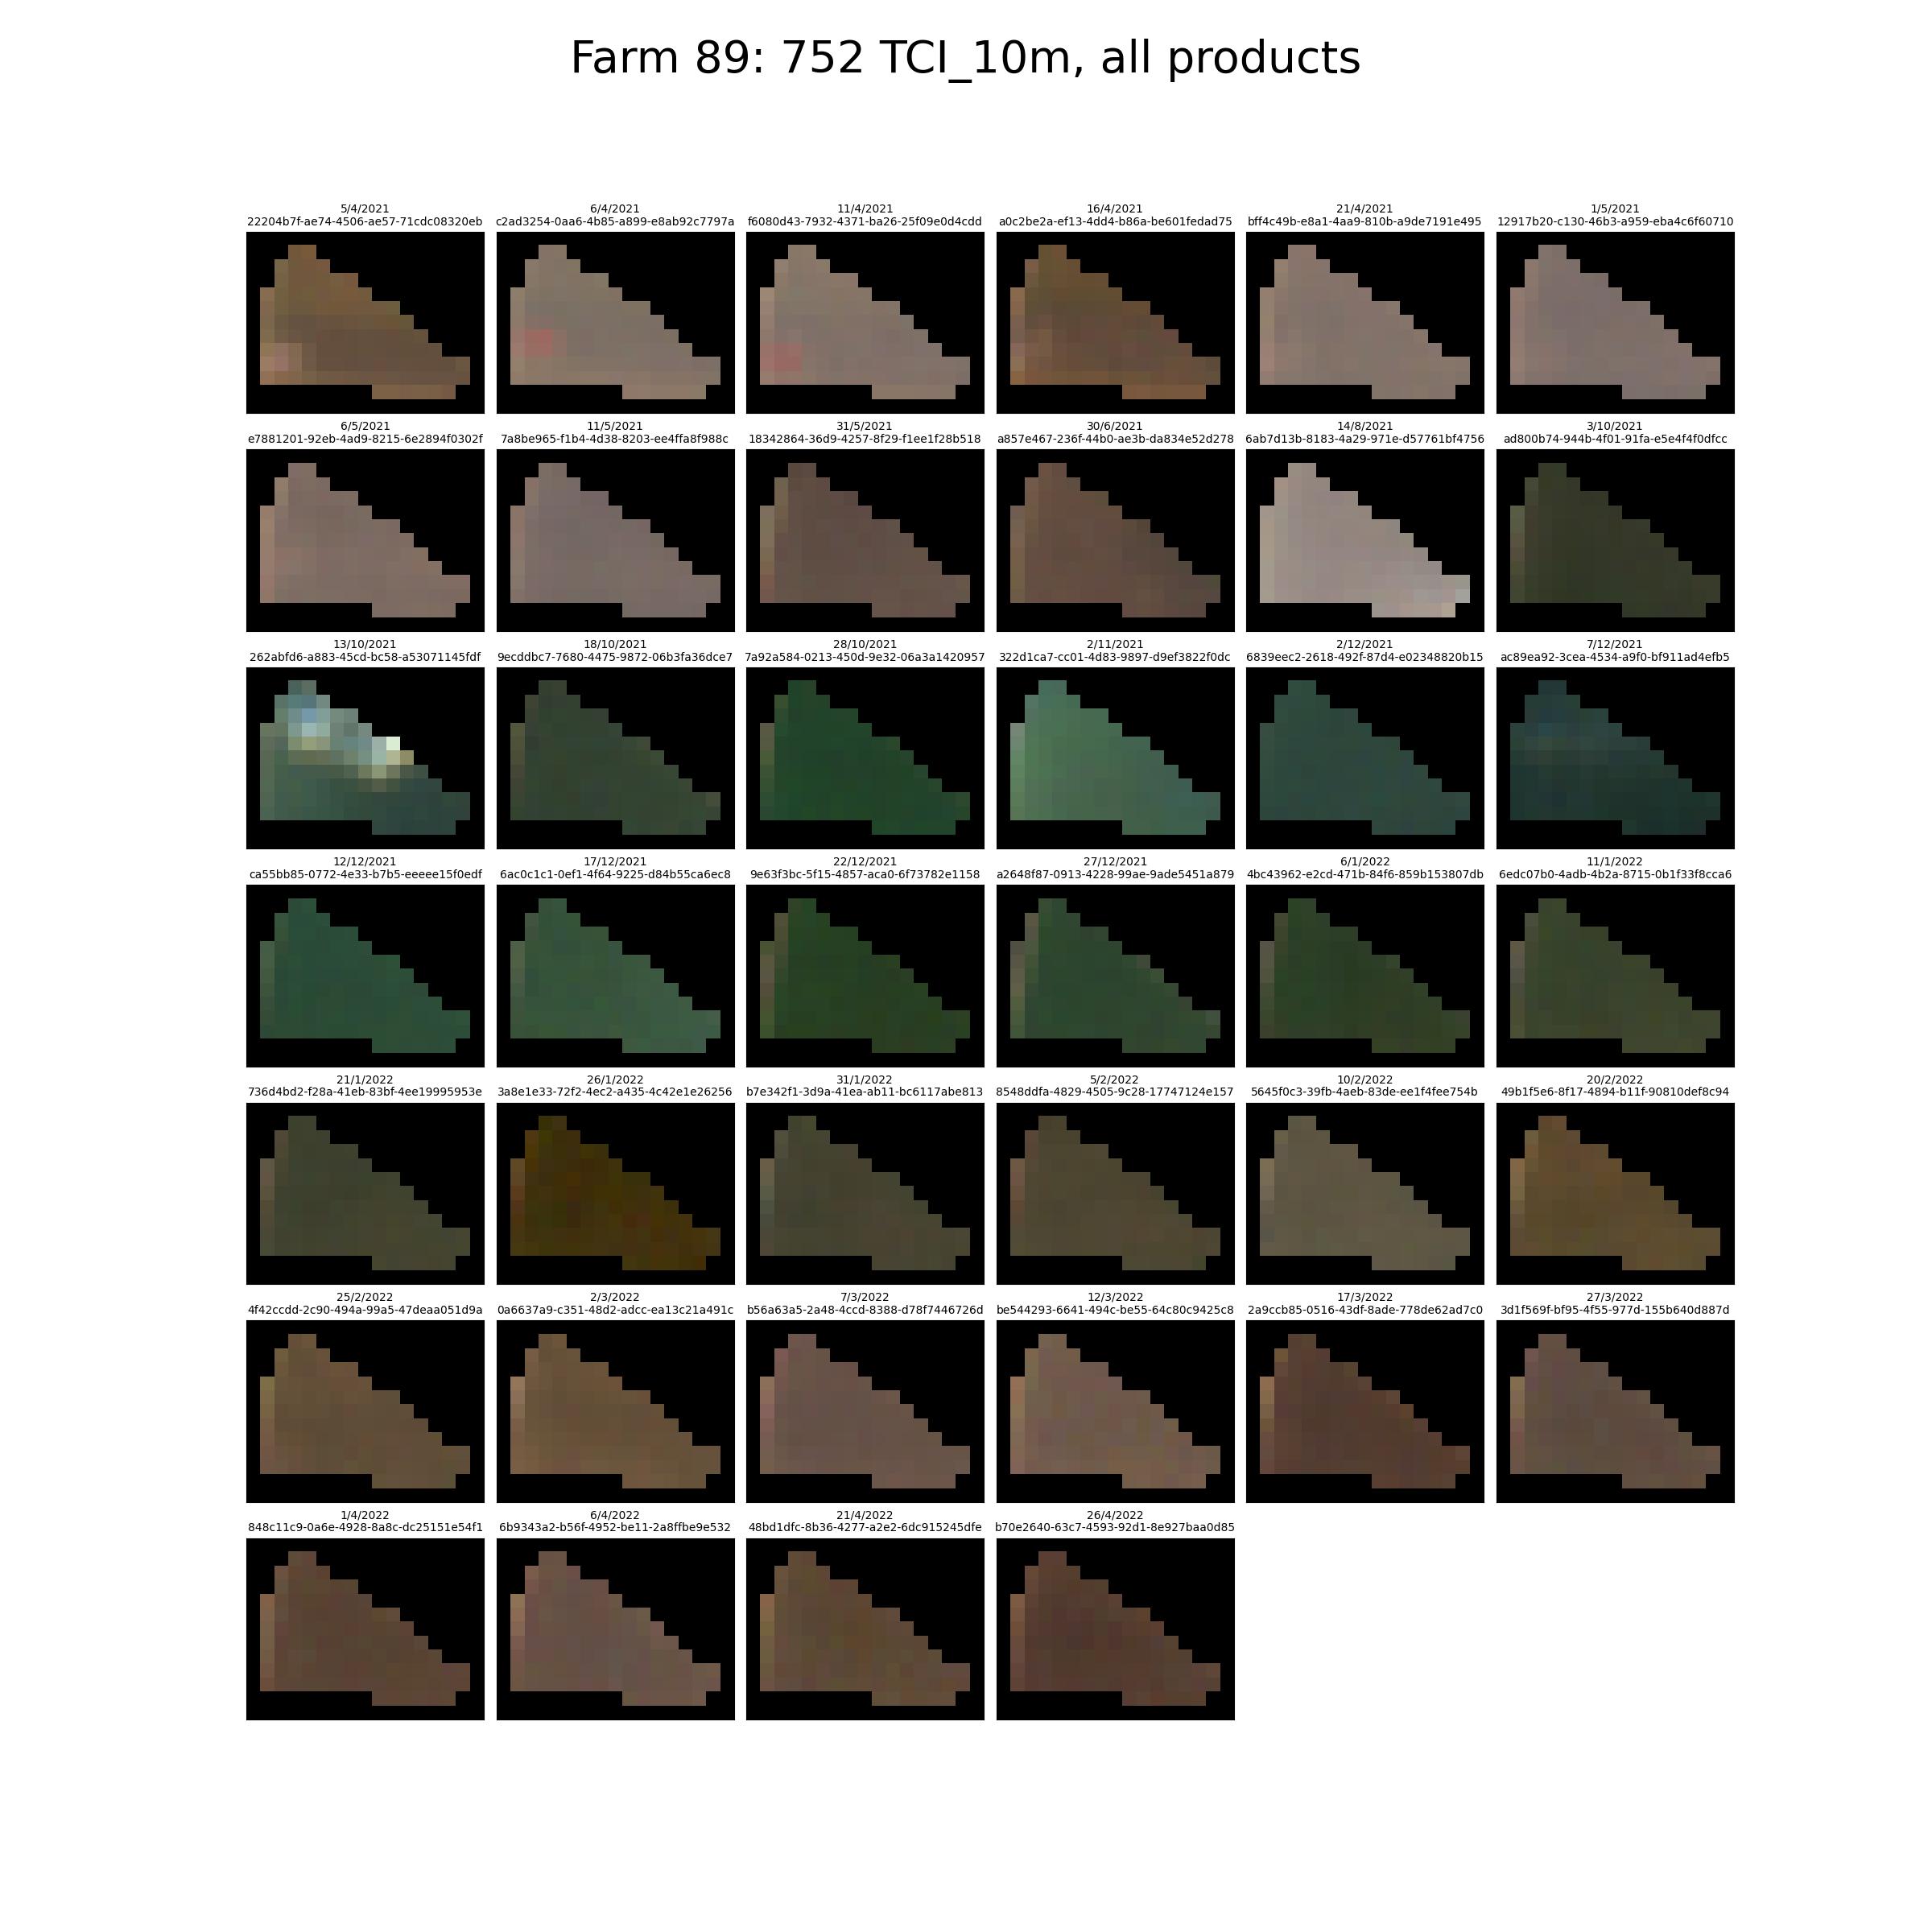 Farm 89: 752 TCI_10m, all products
5/4/2021 6/4/2021 11/4/2021 16/4/2021 21/4/2021 1/5/2021
22204b7f-ae74-4506-ae57-71cdc08320eb c2ad3254-0aa6-4b85-a899-e8ab92c7797a f6080d43-7932-4371-ba26-25f09e0d4cdd a0c2be2a-ef13-4dd4-b86a-be601fedad75 bff4c49b-e8a1-4aa9-810b-a9de7191e495 12917b20-c130-46b3-a959-eba4c6f60710
6/5/2021 11/5/2021 31/5/2021 30/6/2021 14/8/2021 3/10/2021
e7881201-92eb-4ad9-8215-6e2894f0302f 7a8be965-f1b4-4d38-8203-ee4ffa8f988c 18342864-36d9-4257-8f29-f1ee1f28b518 a857e467-236f-44b0-ae3b-da834e52d278 6ab7d13b-8183-4a29-971e-d57761bf4756 ad800b74-944b-4f01-91fa-e5e4f4f0dfcc
13/10/2021 18/10/2021 28/10/2021 2/11/2021 2/12/2021 7/12/2021
262abfd6-a883-45cd-bc58-a53071145fdf 9ecddbc7-7680-4475-9872-06b3fa36dce7 7a92a584-0213-450d-9e32-06a3a1420957 322d1ca7-cc01-4d83-9897-d9ef3822f0dc 6839eec2-2618-492f-87d4-e02348820b15 ac89ea92-3cea-4534-a9f0-bf911ad4efb5
12/12/2021 17/12/2021 22/12/2021 27/12/2021 6/1/2022 11/1/2022
ca55bb85-0772-4e33-b7b5-eeeee15f0edf 6ac0c1c1-0ef1-4f64-9225-d84b55ca6ec8 9e63f3bc-5f15-4857-aca0-6f73782e1158 a2648f87-0913-4228-99ae-9ade5451a879 4bc43962-e2cd-471b-84f6-859b153807db 6edc07b0-4adb-4b2a-8715-0b1f33f8cca6
21/1/2022 26/1/2022 31/1/2022 5/2/2022 10/2/2022 20/2/2022
736d4bd2-f28a-41eb-83bf-4ee19995953e 3a8e1e33-72f2-4ec2-a435-4c42e1e26256 b7e342f1-3d9a-41ea-ab11-bc6117abe813 8548ddfa-4829-4505-9c28-17747124e157 5645f0c3-39fb-4aeb-83de-ee1f4fee754b 49b1f5e6-8f17-4894-b11f-90810def8c94
25/2/2022 2/3/2022 7/3/2022 12/3/2022 17/3/2022 27/3/2022
4f42ccdd-2c90-494a-99a5-47deaa051d9a 0a6637a9-c351-48d2-adcc-ea13c21a491c b56a63a5-2a48-4ccd-8388-d78f7446726d be544293-6641-494c-be55-64c80c9425c8 2a9ccb85-0516-43df-8ade-778de62ad7c0 3d1f569f-bf95-4f55-977d-155b640d887d
1/4/2022 6/4/2022 21/4/2022 26/4/2022
848c11c9-0a6e-4928-8a8c-dc25151e54f1 6b9343a2-b56f-4952-be11-2a8ffbe9e532 48bd1dfc-8b36-4277-a2e2-6dc915245dfe b70e2640-63c7-4593-92d1-8e927baa0d85